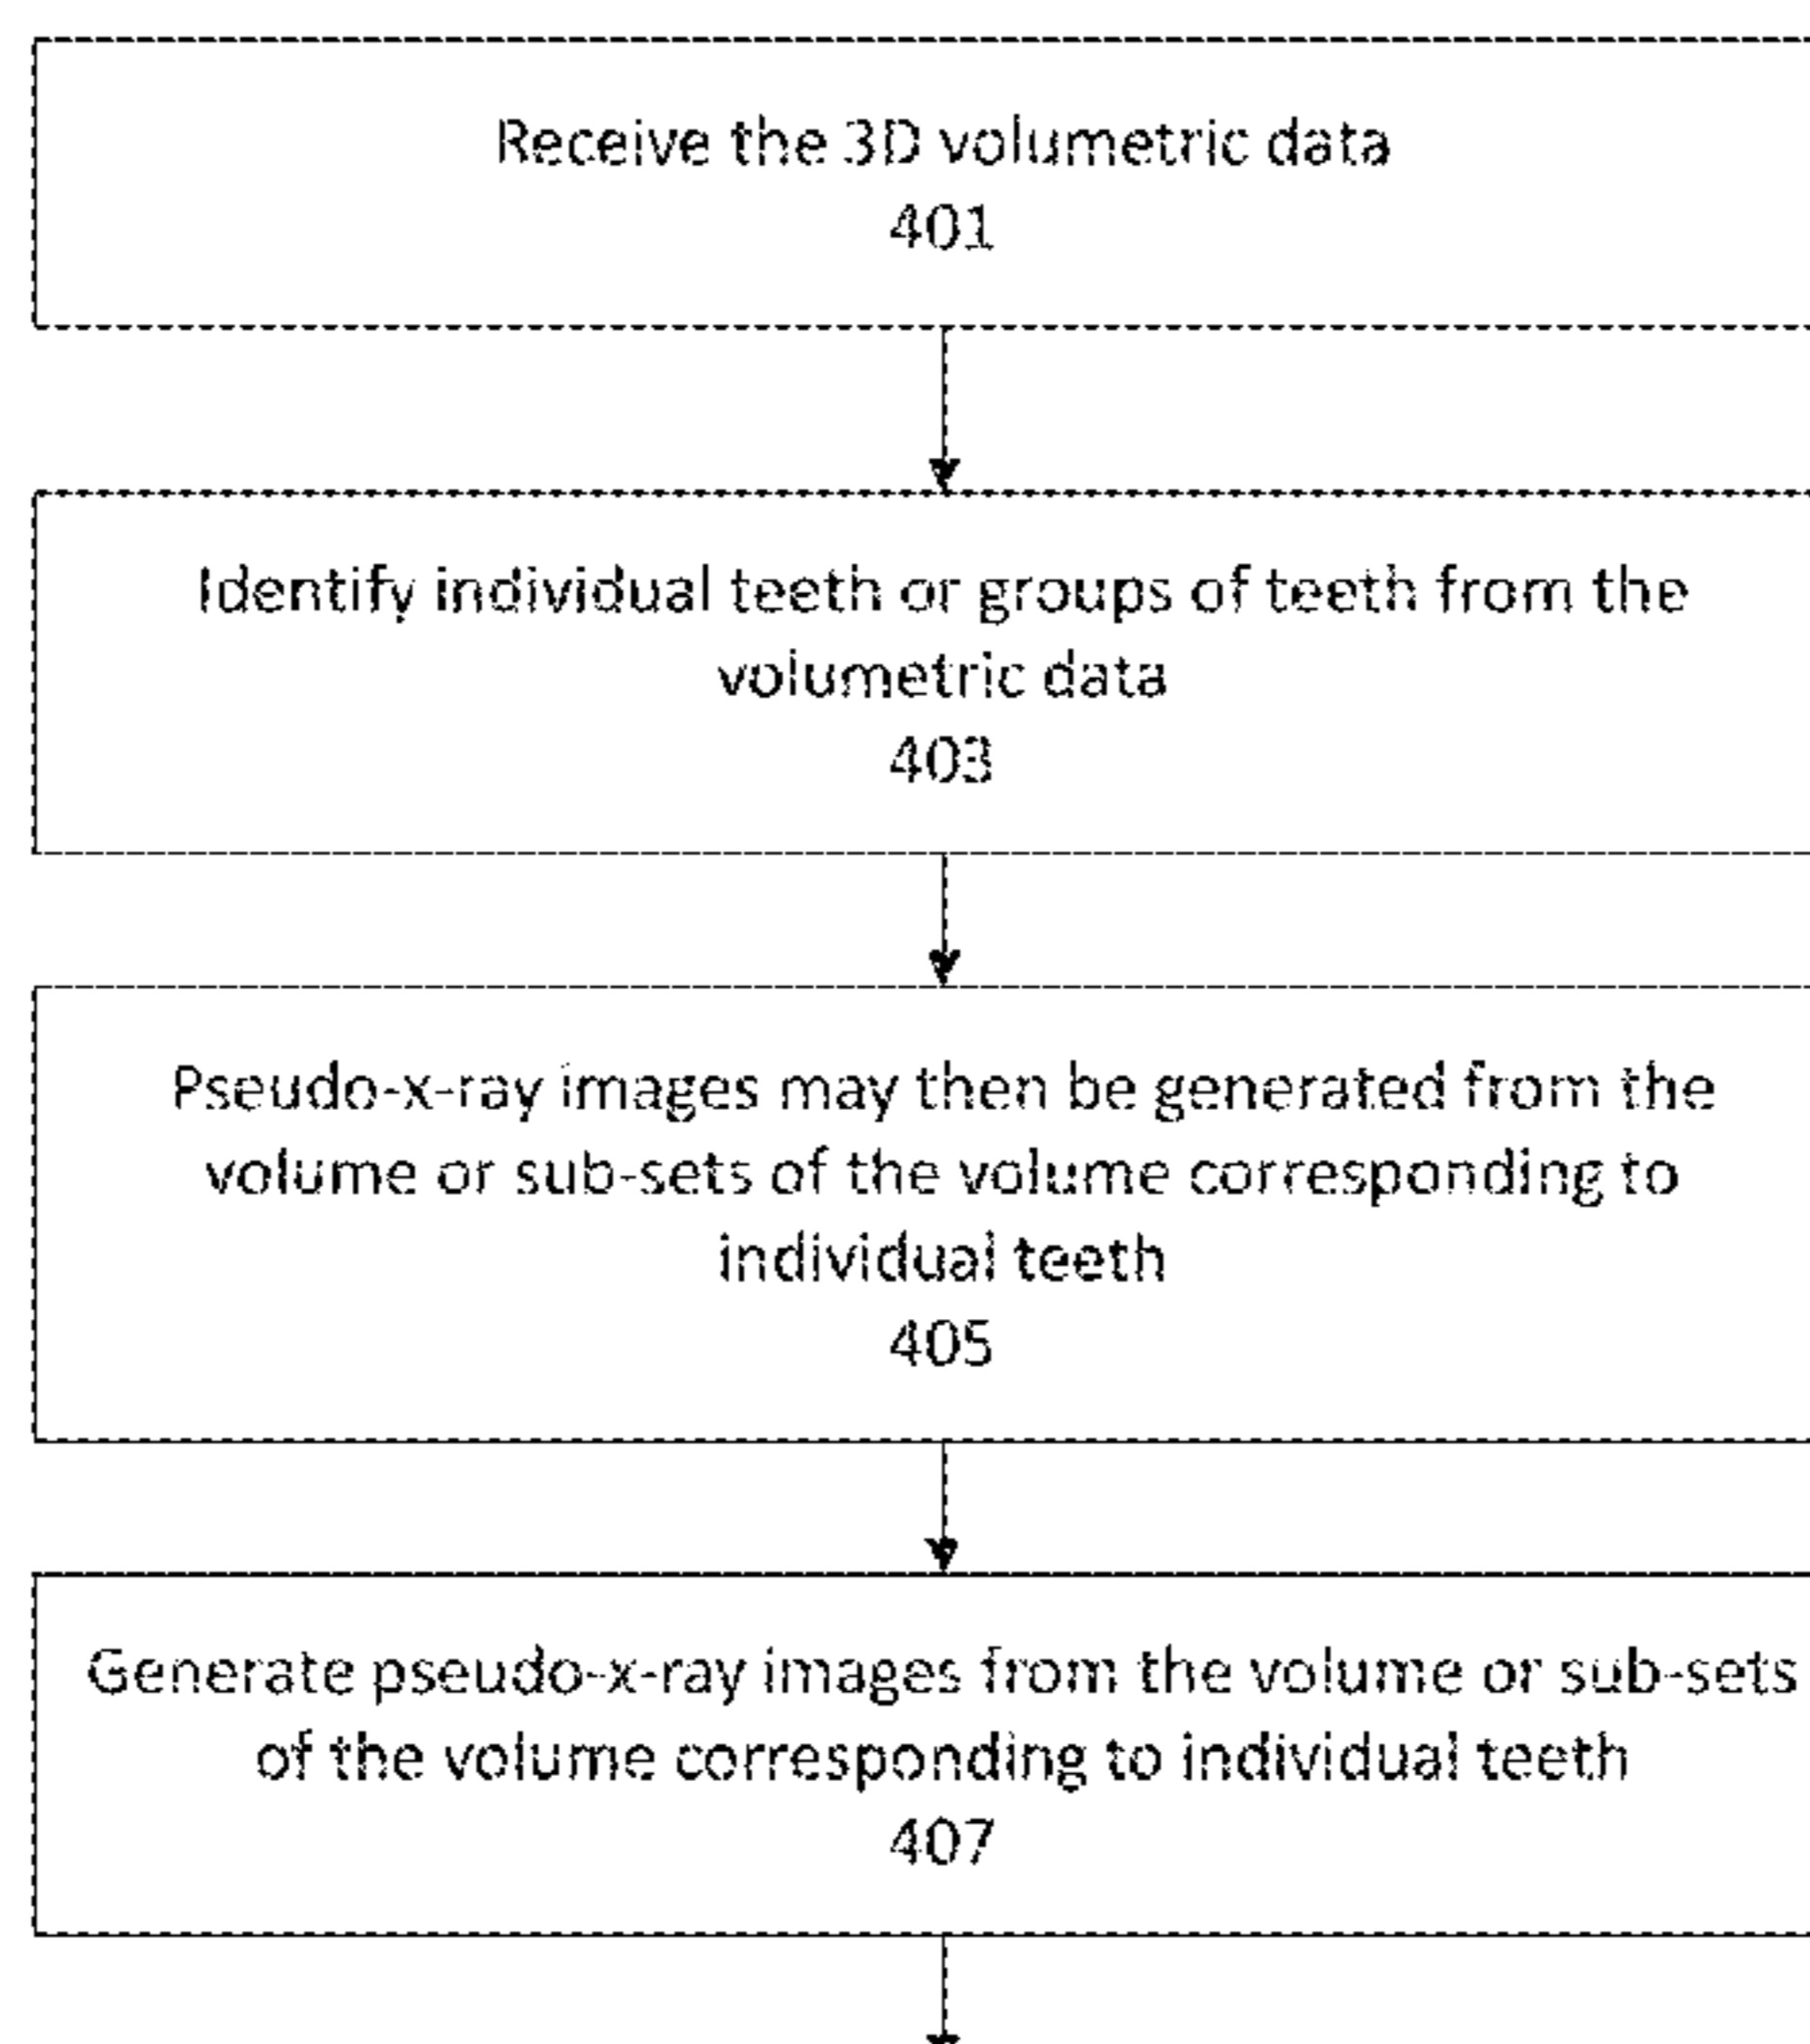 Receive the 3D volumetric data
401
Identify individual teeth or groups of teeth from the
volumetric data
403
Pseudo-x-ray images may then be generated from the
volume or sub-sets of the volume corresponding to
individual teeth
405
Generate pseudo-x-ray images from the volume or sub-sets
of the volume corresponding to individual teeth
407